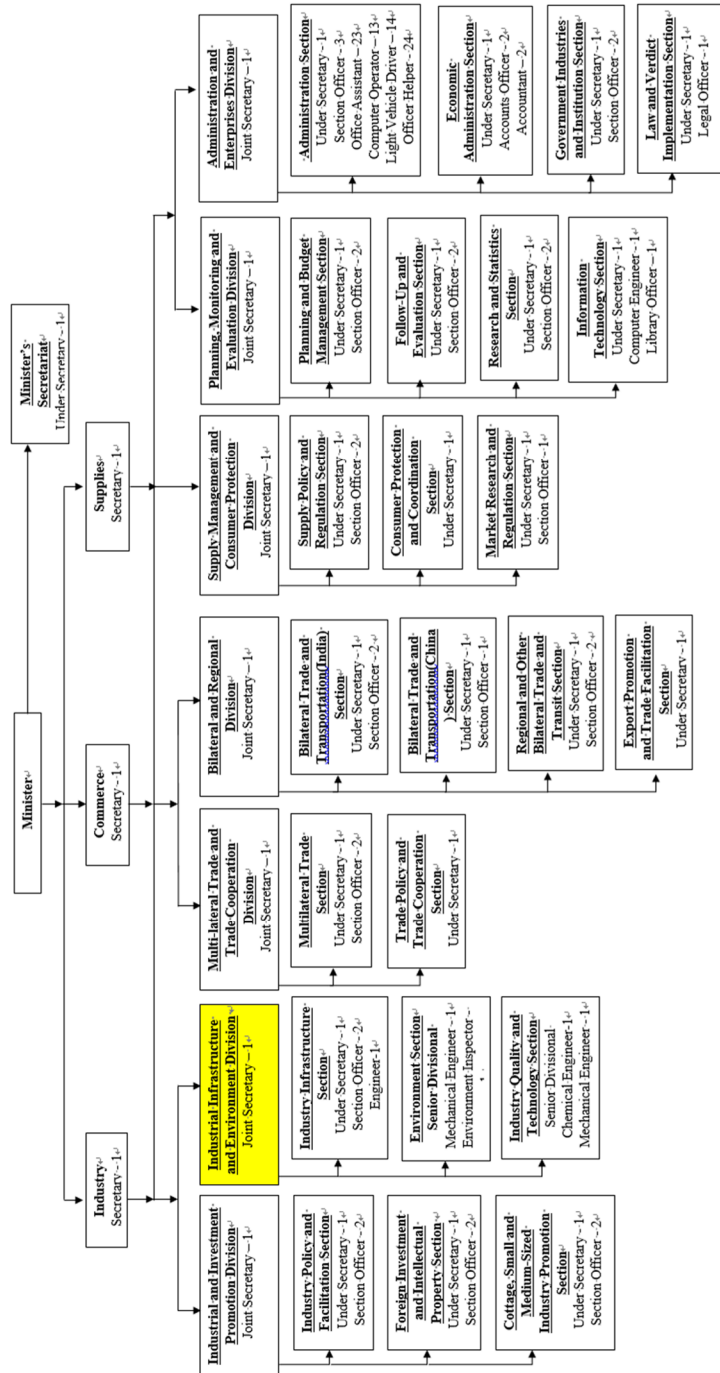 Minister
Minister's
Secretariat
Under Secretary -1
Industry
Secretary -1
Commerce
Secretary -1
Supplies
Secretary -1
Industrial and Investment
Promotion Division
Joint Secretary -1
Industry Policy and
Facilitation Section
Under Secretary -1
Section Officer -2
Foreign Investment
and Intellectual
Property Section
Under Secretary -1
Section Officer -2
Cottage, Small and
Medium-Sized
Industry Promotion
Section
Under Secretary -1
Section Officer -2
Industrial Infrastructure
and Environment Division
Joint Secretary -1
Industry Infrastructure
Section
Under Secretary -1
Section Officer -2
Engineer-1
Environment Section
Senior Divisional
Mechanical Engineer -1
Environment Inspector -
Industry Quality and
Technology Section
Senior Divisional
Chemical Engineer-1
Mechanical Engineer -1
Multi-lateral Trade and
Trade Cooperation
Division
Joint Secretary -1
Multilateral Trade
Section
Under Secretary -1
Section Officer -2
Trade Policy and
Trade Cooperation
Section
Under Secretary -1
Bilateral and Regional
Division
Joint Secretary -1
Bilateral Trade and
Transportation(India)
Section
Under Secretary -1
Section Officer -2
Bilateral Trade and
Transportation(China
) Section
Under Secretary -1
Section Officer -1
Regional and Other
Bilateral Trade and
Transit Section
Under Secretary -1
Section Officer -2
Export Promotion
and Trade Facilitation
Section
Under Secretary -1
Supply Management and
Consumer Protection
Division
Joint Secretary -1
Supply Policy and
Regulation Section
Under Secretary -1
Section Officer -2
Consumer Protection
and Coordination
Section
Under Secretary -1
Market Research and
Regulation Section
Under Secretary -1
Section Officer -1
Planning, Monitoring and
Evaluation Division
Joint Secretary -1
Planning and Budget
Management Section
Under Secretary -1
Section Officer -2
Follow-Up and
Evaluation Section
Under Secretary -1
Section Officer -2
Research and Statistics
Section
Under Secretary -1
Section Officer -2
Information
Technology Section
Under Secretary -1
Computer Engineer -1
Library Officer -1
Administration and
Enterprises Division
Joint Secretary -1
Administration Section
Under Secretary -1
Section Officer -3
Office Assistant -23
Computer Operator -13
Light Vehicle Driver -14
Officer Helper -24
Economic
Administration Section
Under Secretary -1
Accounts Officer -2
Accountant -2
Government Industries
and Institution Section
Under Secretary -1
Section Officer -2
Law and Verdict
Implementation Section
Under Secretary -1
Legal Officer -1